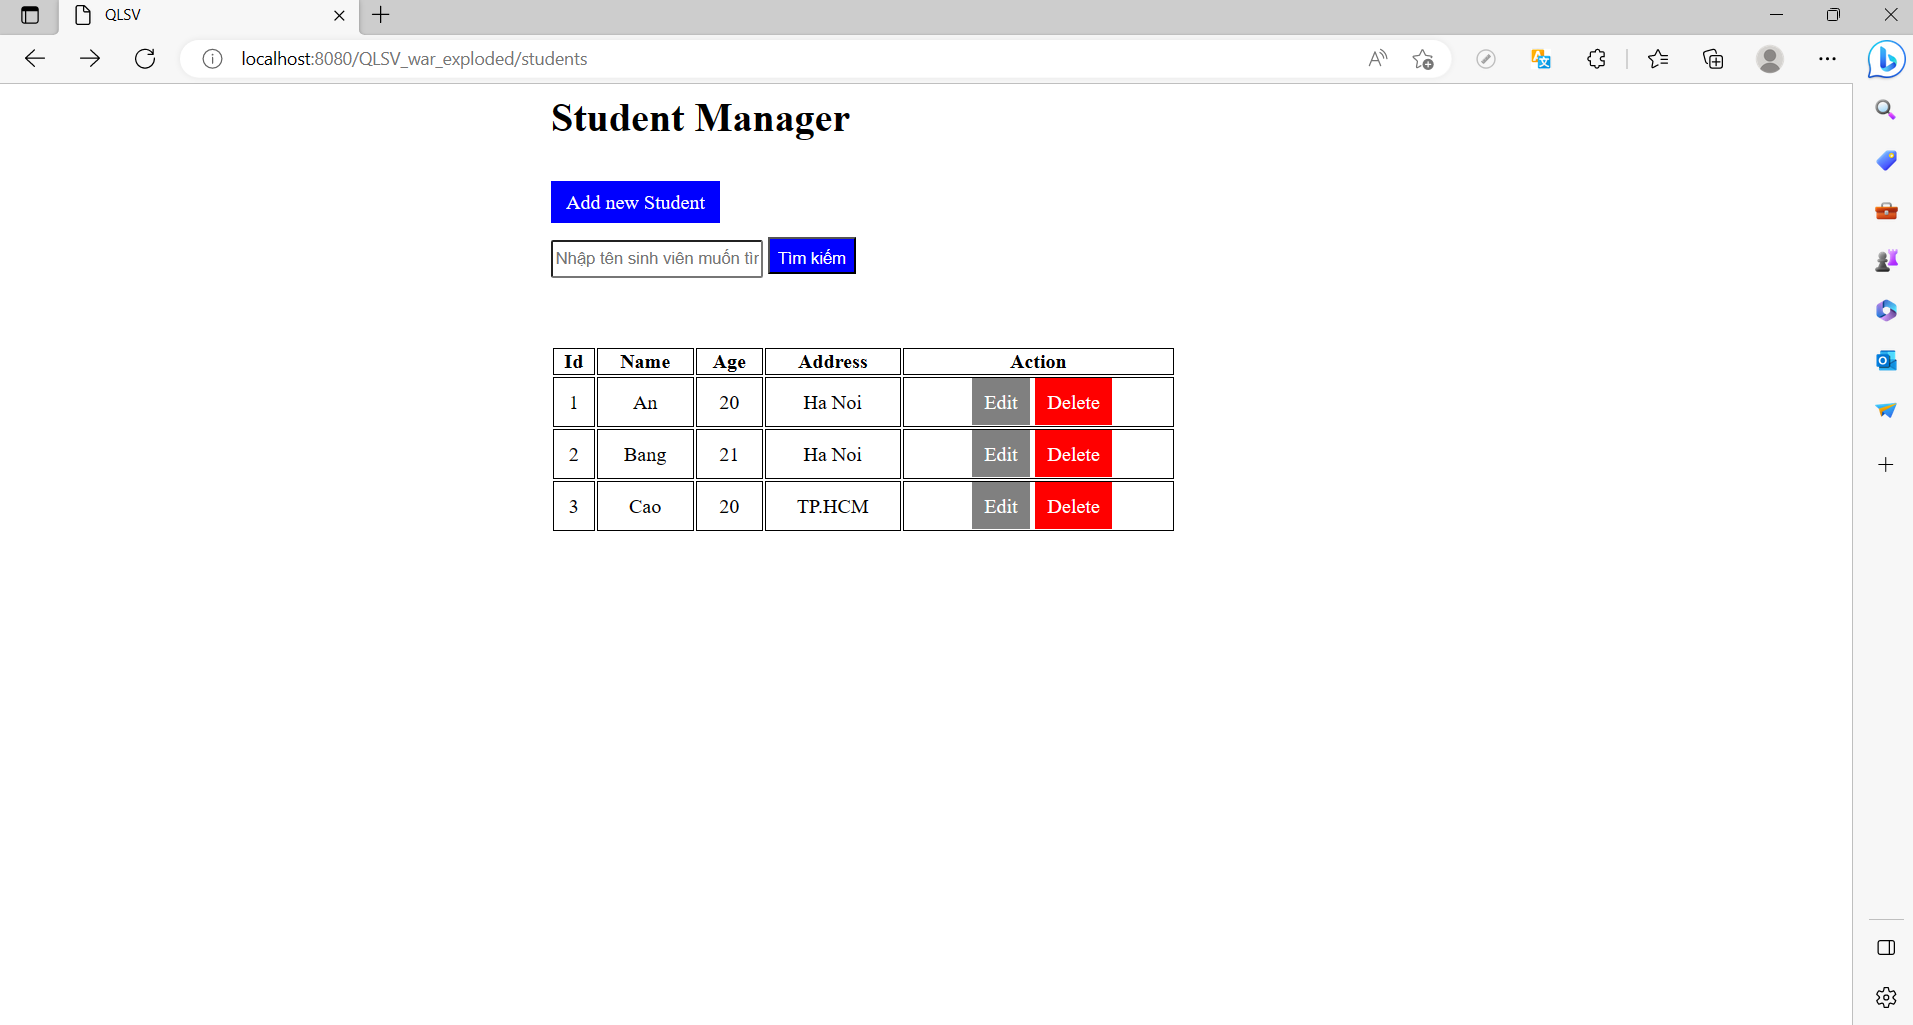 QLSV
localhost:8080/QLSV_war_exploded/students
Student Manager
Add new Student
Nhập tên sinh viên muốn tìr Tìm kiếm
Id Name Age Address Action
1 An 20 Ha Noi Edit Delete
2 Bang 21 Ha Noi Edit Delete
3 Cao 20 TP.HCM Edit Delete